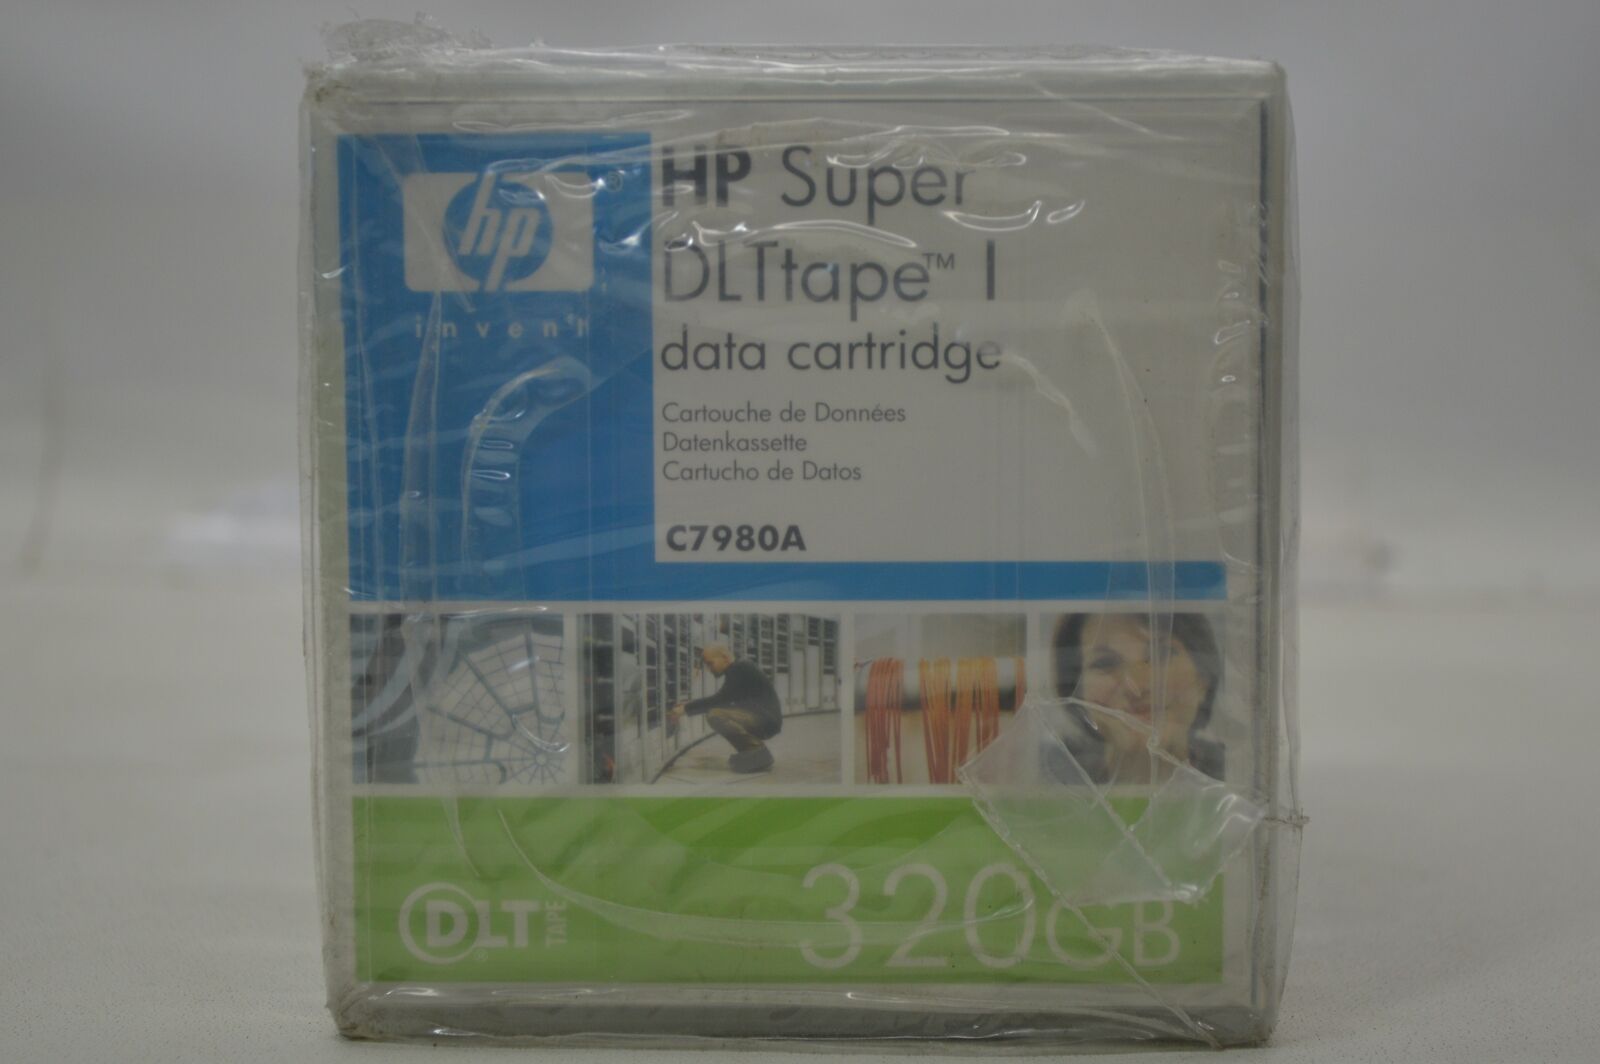 hp®
invent
HP Super
DLTtape™ I
data cartridge
Cartouche de Données
Datenkassette
Cartucho de Datos
C7980A
DLT TAPE ®
320GB*